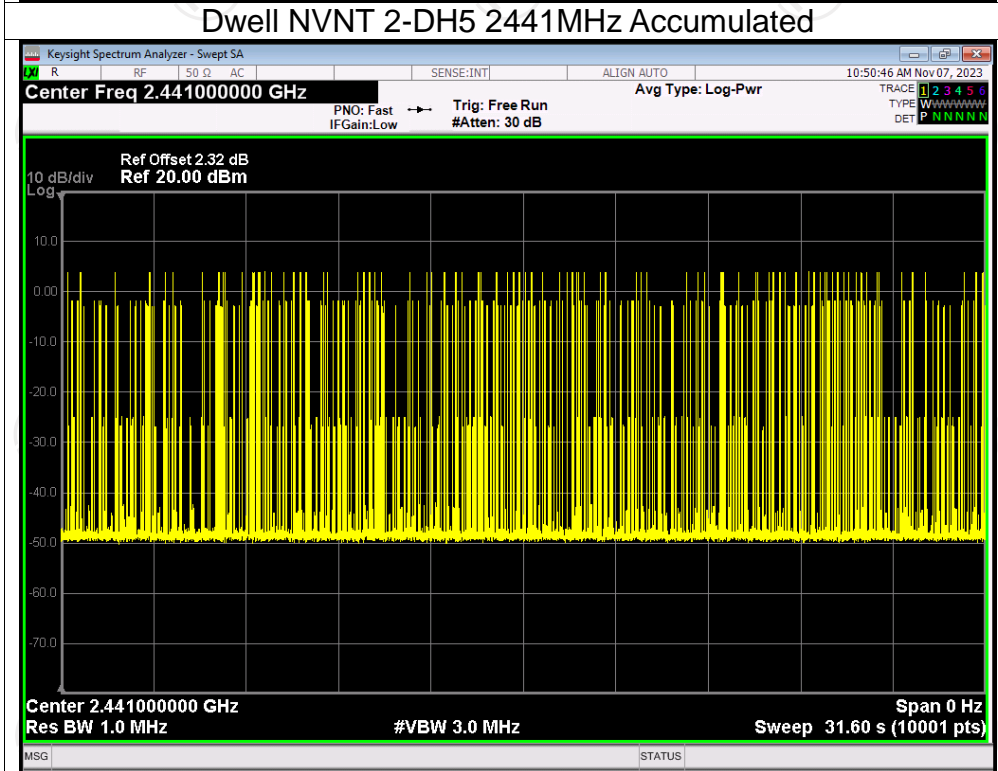 Dwell NVNT 2-DH5 2441MHz Accumulated
Keysight Spectrum Analyzer - Swept SA
LXI R RF 50 Ω AC SENSE:INT ALIGN AUTO 10:50:46 AM Nov 07, 2023
Center Freq 2.441000000 GHz Avg Type: Log-Pwr TRACE 1 2 3 4 5 6
PNO: Fast Trig: Free Run TYPE WWWWWW
IFGain:Low #Atten: 30 dB DET P N N N N N
Ref Offset 2.32 dB
10 dB/div Ref 20.00 dBm
Log
10.0
0.00
-10.0
-20.0
-30.0
-40.0
-50.0
-60.0
-70.0
Center 2.441000000 GHz Span 0 Hz
Res BW 1.0 MHz #VBW 3.0 MHz Sweep 31.60 s (10001 pts)
MSG STATUS